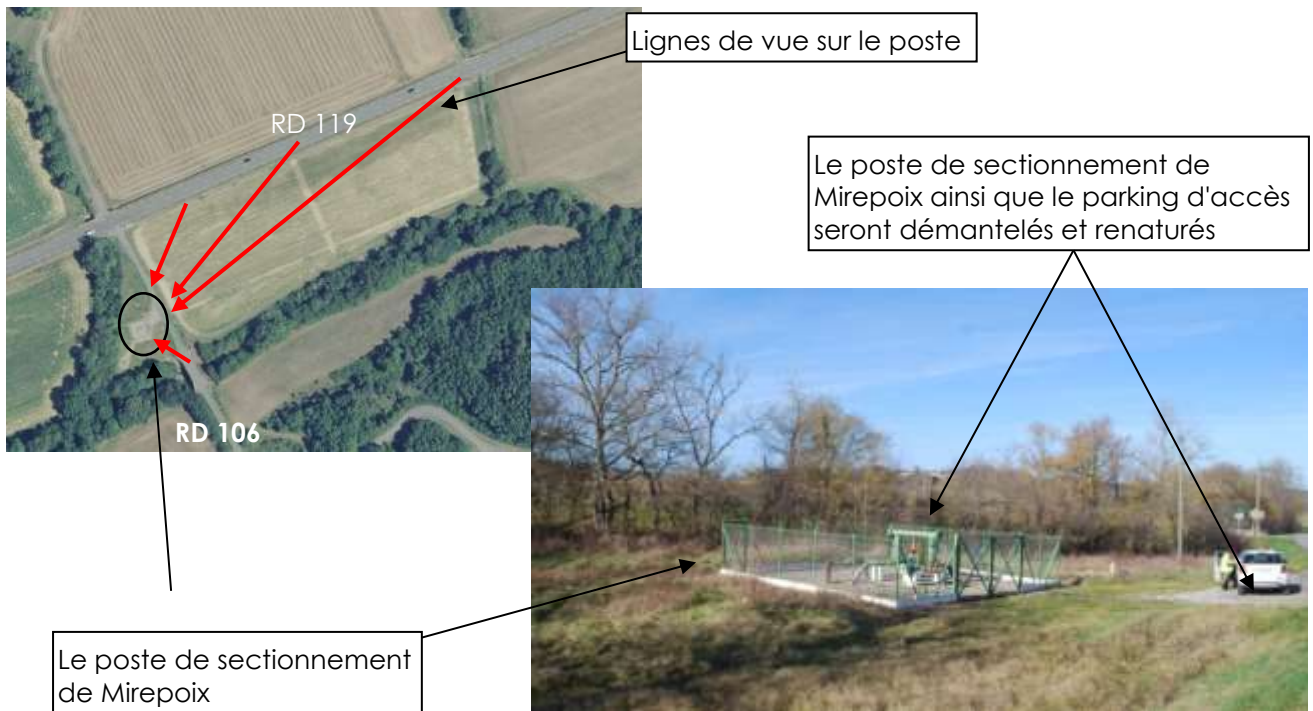 Lignes de vue sur le poste
RD 119
Le poste de sectionnement de
Mirepoix ainsi que le parking d'accès
seront démantelés et renaturés
RD 106
Le poste de sectionnement
de Mirepoix